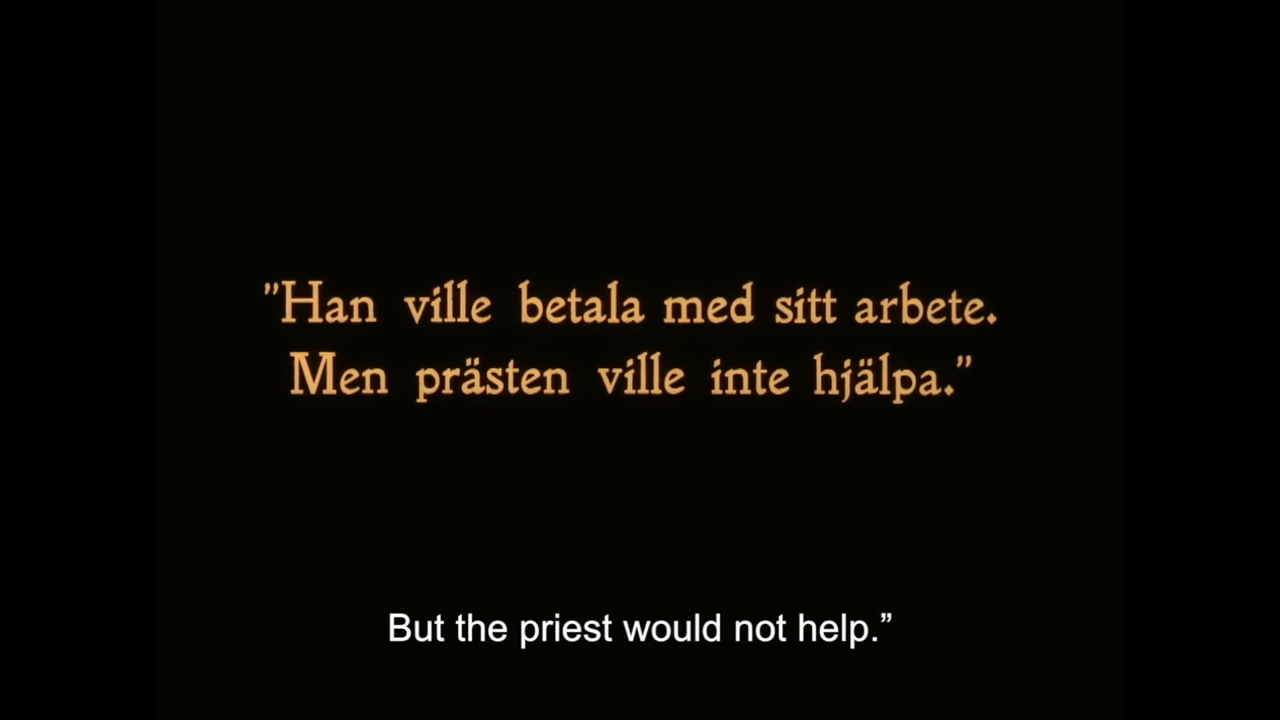 "Han ville betala med sitt arbete.
Men prästen ville inte hjälpa."
But the priest would not help.”